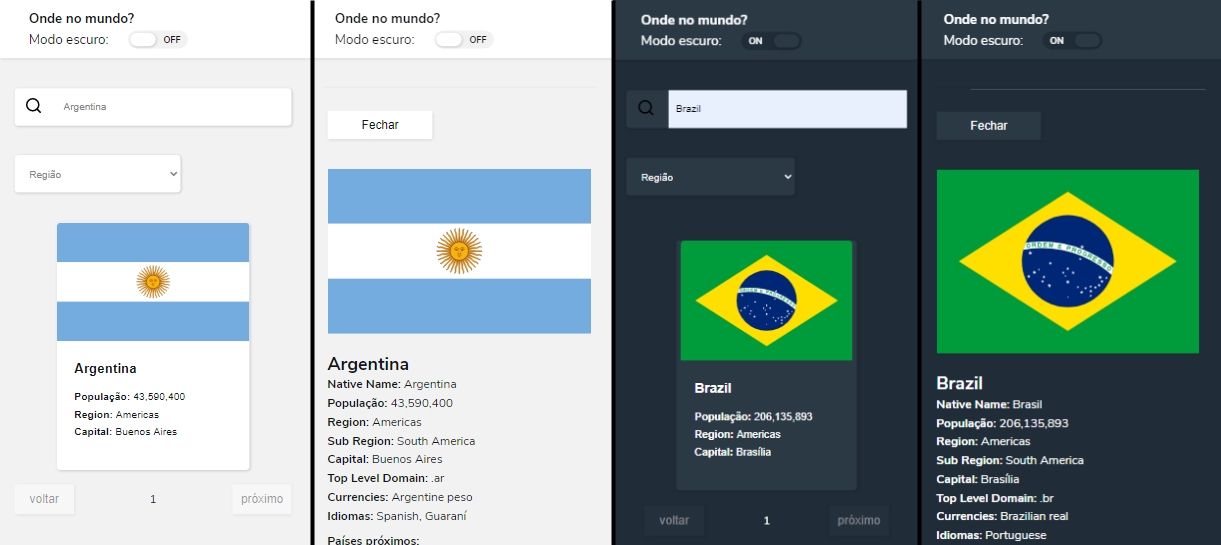 Onde no mundo?
Modo escuro: OFF
Argentina
Região
Argentina
População: 43,590,400
Region: Americas
Capital: Buenos Aires
voltar 1 próximo
Onde no mundo?
Modo escuro: OFF
Fechar
Argentina
Native Name: Argentina
População: 43,590,400
Region: Americas
Sub Region: South America
Capital: Buenos Aires
Top Level Domain: .ar
Currencies: Argentine peso
Idiomas: Spanish, Guaraní
Países próximos:
Onde no mundo?
Modo escuro: ON
Brazil
Região
ORDEM E PROGRESSO
Brazil
População: 206,135,893
Region: Americas
Capital: Brasília
voltar 1 próximo
Onde no mundo?
Modo escuro: ON
Fechar
ORDEM E PROGRESSO
Brazil
Native Name: Brasil
População: 206,135,893
Region: Americas
Sub Region: South America
Capital: Brasília
Top Level Domain: .br
Currencies: Brazilian real
Idiomas: Portuguese